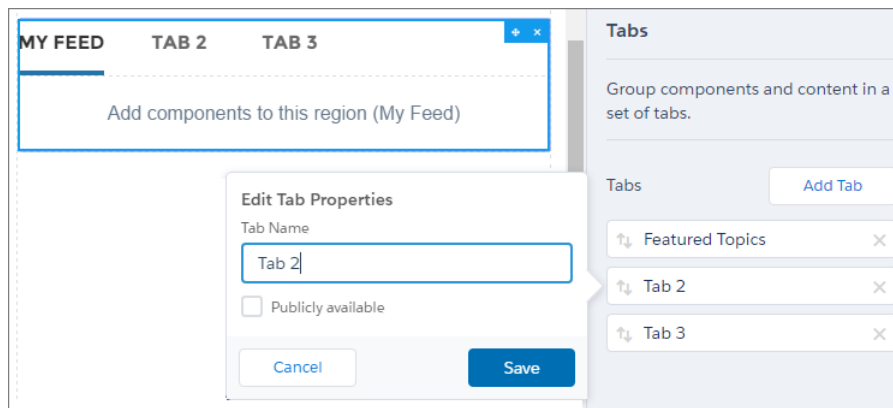 MY FEED TAB 2 TAB 3
Add components to this region (My Feed)
Edit Tab Properties
Tab Name
Tab 2
Publicly available
Cancel Save
Tabs
Group components and content in a
set of tabs.
Tabs Add Tab
Featured Topics
Tab 2
Tab 3